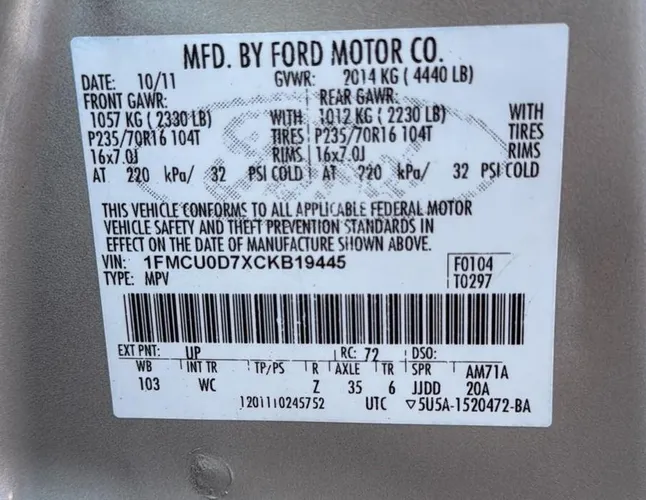 MFD. BY FORD MOTOR CO.
DATE: 10/11 GVWR: 2014 KG ( 4440 LB)
FRONT GAWR: REAR GAWR:
1057 KG ( 2330 LB) WITH 1012 KG ( 2230 LB) WITH
P235/70R16 104T TIRES P235/70R16 104T TIRES
16x7.0J RIMS 16x7.0J RIMS
AT 220 kPa/ 32 PSI COLD AT 220 kPa/ 32 PSI COLD
THIS VEHICLE CONFORMS TO ALL APPLICABLE FEDERAL MOTOR
VEHICLE SAFETY AND THEFT PREVENTION STANDARDS IN
EFFECT ON THE DATE OF MANUFACTURE SHOWN ABOVE.
VIN: 1FMCU0D7XCKB19445 F0104
TYPE: MPV T0297
EXT PNT: UP RC: 72 DSO:
WB INT TR TP/PS R AXLE TR SPR AM71A
103 WC Z 35 6 JJDD 20A
1201110245752 UTC ▽5U5A-1520472-BA